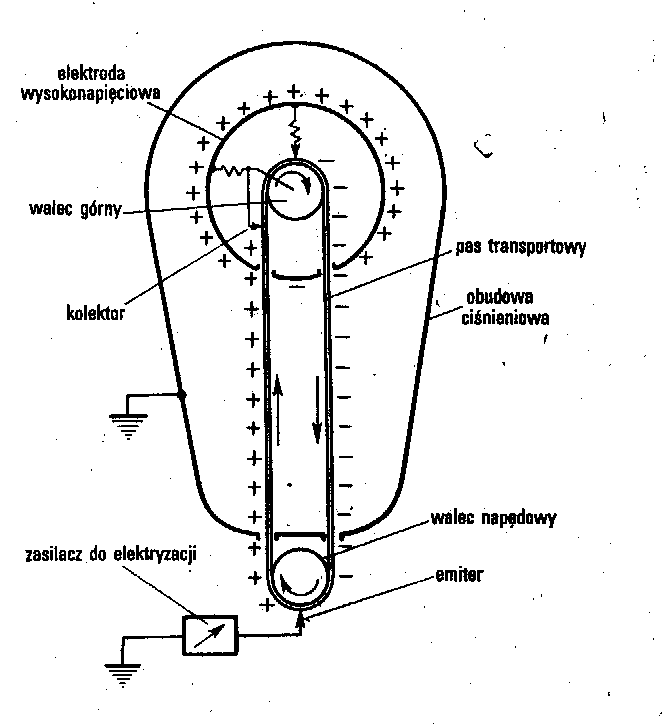 elektroda
wysokonapięciowa
walec górny
kolektor
pas transportowy
obudowa
ciśnieniowa
walec napędowy
zasilacz do elektryzacji
emiter